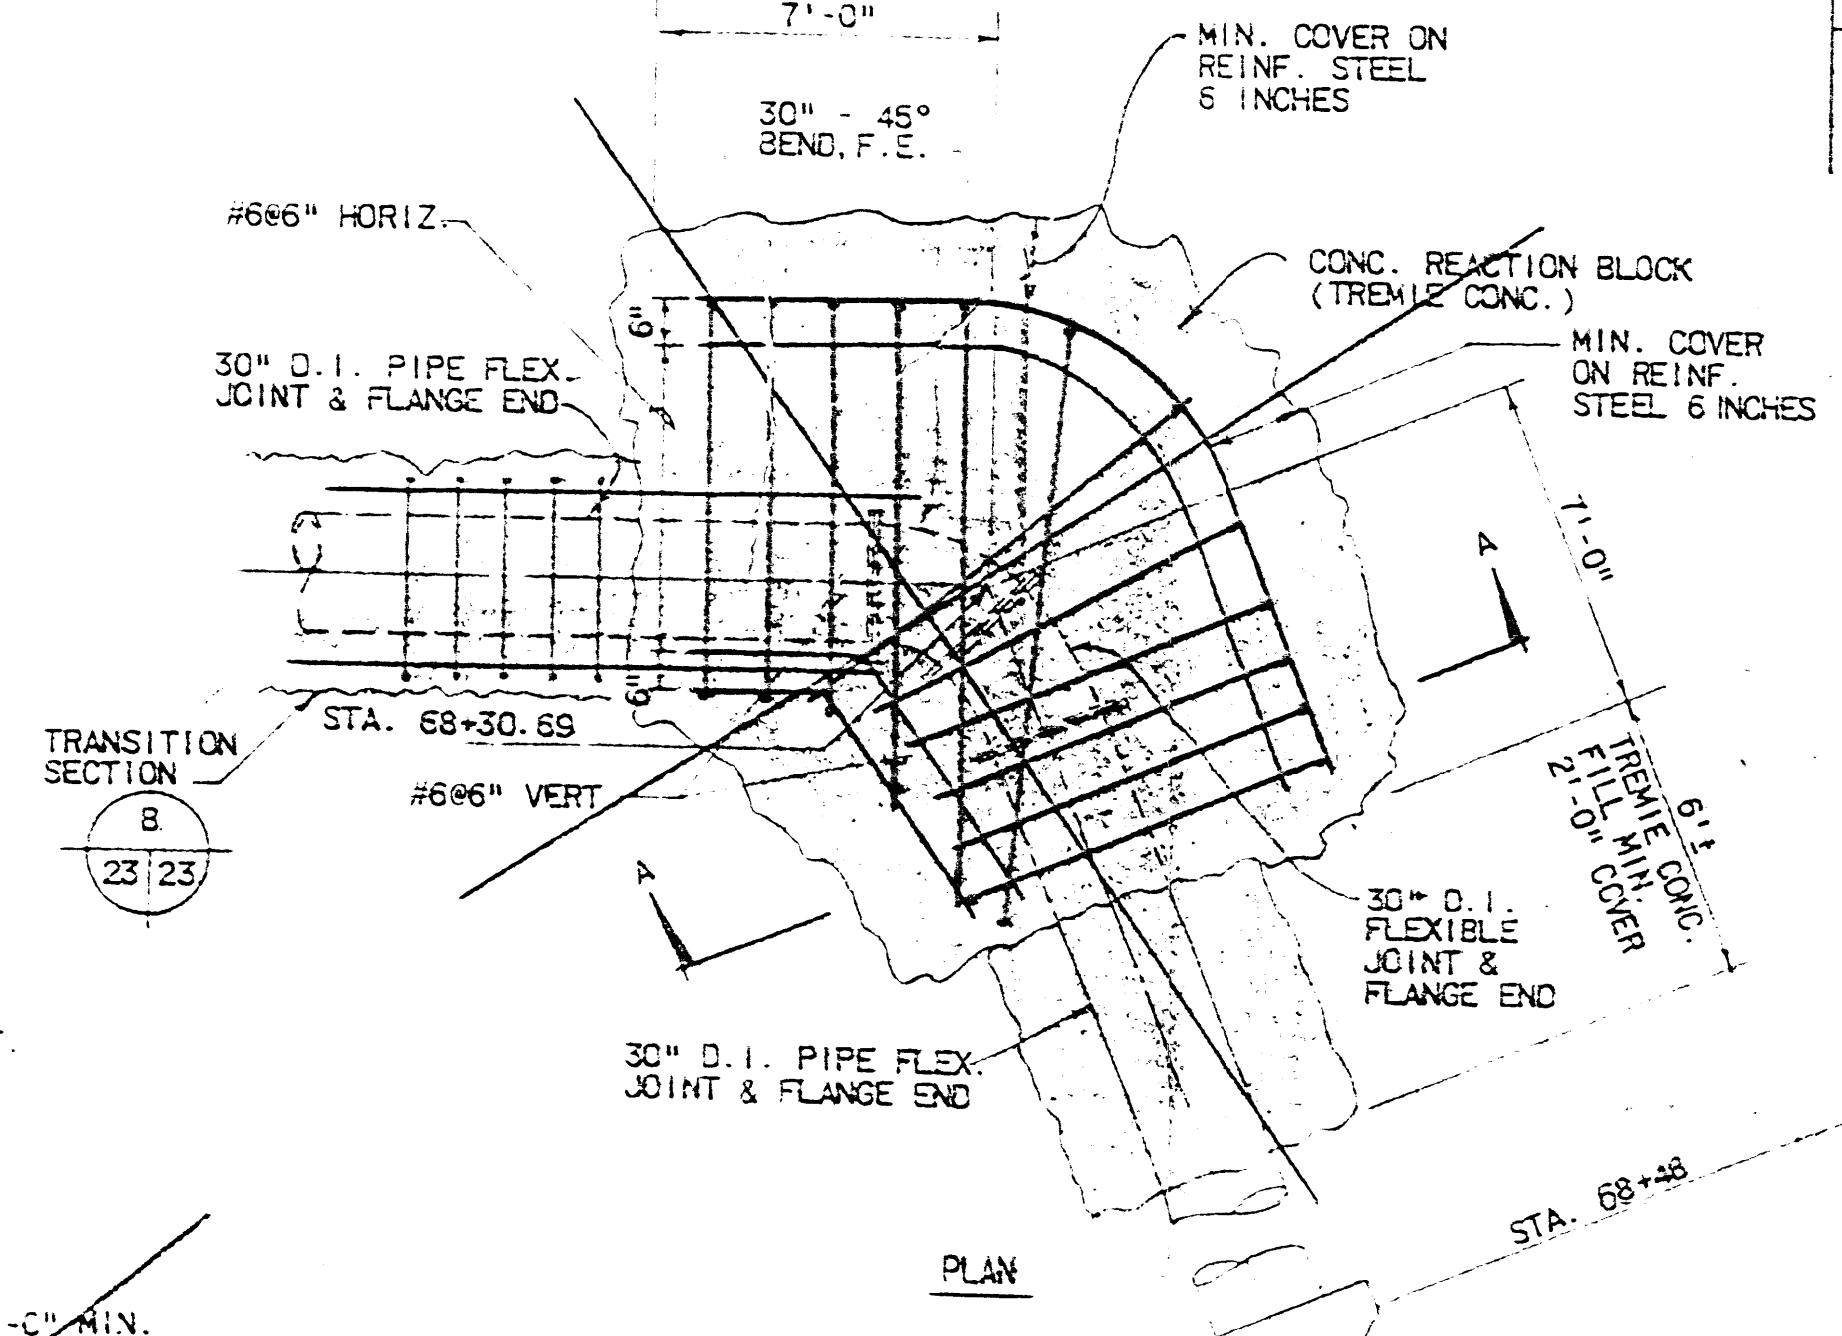 7'-0"
MIN. COVER ON
REINF. STEEL
6 INCHES
30" - 45°
BEND, F.E.
#6@6" HORIZ.
CONC. REACTION BLOCK
(TREMIE CONC.)
6"
MIN. COVER
ON REINF.
STEEL 6 INCHES
30" D.I. PIPE FLEX.
JOINT & FLANGE END
7'-0"
A
6"
STA. 68+30.69
TRANSITION
SECTION
#6@6" VERT
B
23 23
6'±
TREMIE CONC.
FILL MIN.
2'-0" COVER
A
30" D.I.
FLEXIBLE
JOINT &
FLANGE END
30" D.I. PIPE FLEX.
JOINT & FLANGE END
STA. 68+48
PLAN
MIN.